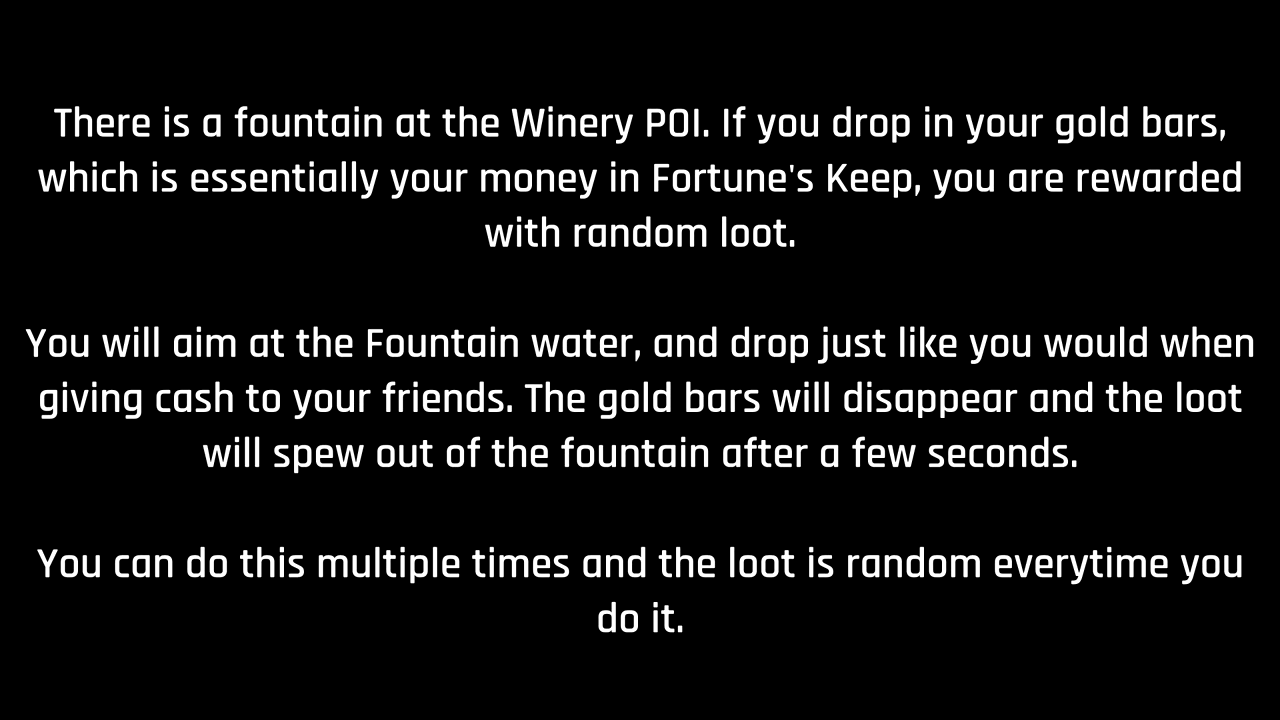 There is a fountain at the Winery POI. If you drop in your gold bars,
which is essentially your money in Fortune's Keep, you are rewarded
with random loot.
You will aim at the Fountain water, and drop just like you would when
giving cash to your friends. The gold bars will disappear and the loot
will spew out of the fountain after a few seconds.
You can do this multiple times and the loot is random everytime you
do it.